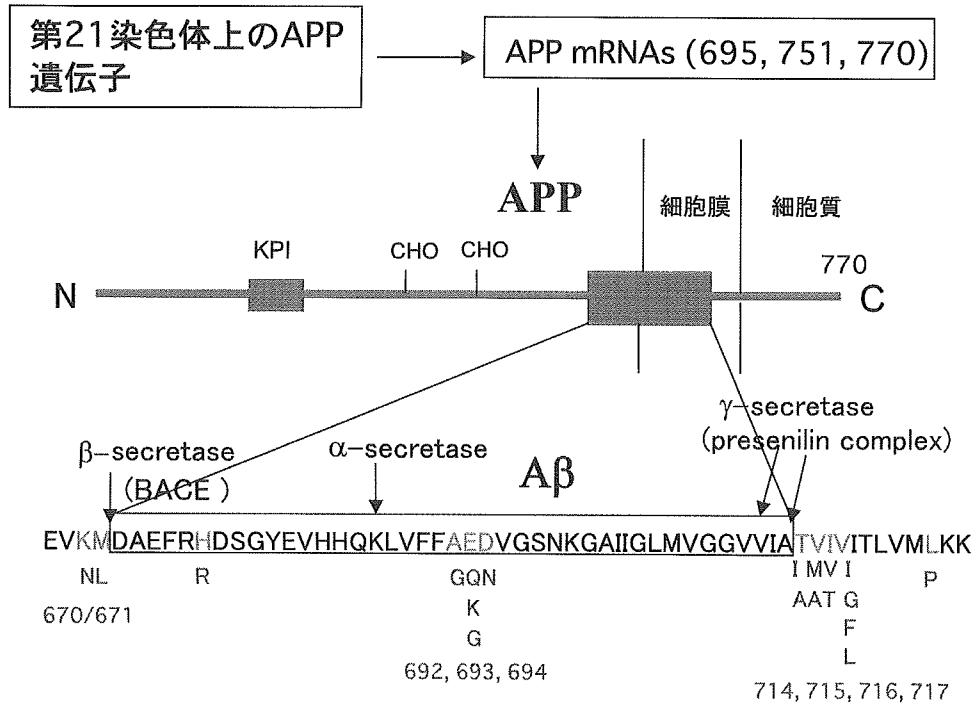 第21染色体上のAPP
遺伝子
APP mRNAs (695, 751, 770)
APP
細胞膜
細胞質
KPI
CHO
CHO
770
N
C
γ-secretase
(presenilin complex)
β-secretase
(BACE )
α-secretase
Aβ
EVKMDAEFRHDSGYEVHHQKLVFFAEDVGSNKGAIIGLMVGGVVIATVIVITLVMLKK
NL
R
GQN
I MV I
P
670/671
K
AAT G
G
F
L
692, 693, 694
714, 715, 716, 717